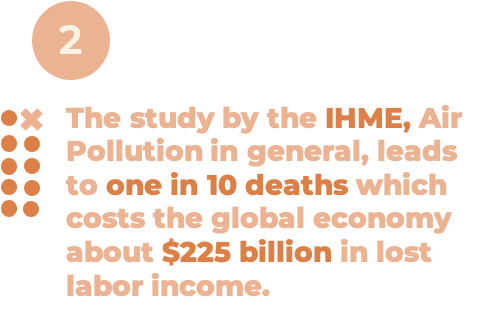 2
The study by the IHME, Air
Pollution in general, leads
to one in 10 deaths which
costs the global economy
about $225 billion in lost
labor income.